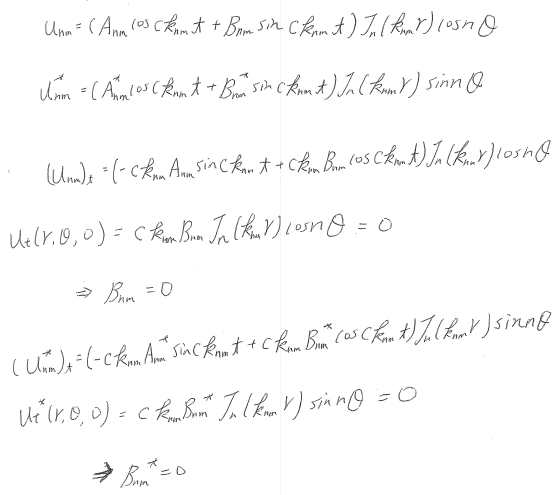 u_nm = (A_nm cos ck_nm t + B_nm sin ck_nm t) J_n(k_nm r) cos nθ
u*_nm = (A*_nm cos ck_nm t + B*_nm sin ck_nm t) J_n(k_nm r) sin nθ
(u_nm)_t = (-ck_nm A_nm sin ck_nm t + ck_nm B_nm cos ck_nm t) J_n(k_nm r) cos nθ
u_t(r, θ, 0) = c k_nm B_nm J_n(k_nm r) cos nθ = 0
⇒ B_nm = 0
(u*_nm)_t = (-ck_nm A*_nm sin ck_nm t + ck_nm B*_nm cos ck_nm t) J_n(k_nm r) sin nθ
u*_t(r, θ, 0) = c k_nm B*_nm J_n(k_nm r) sin nθ = 0
⇒ B*_nm = 0